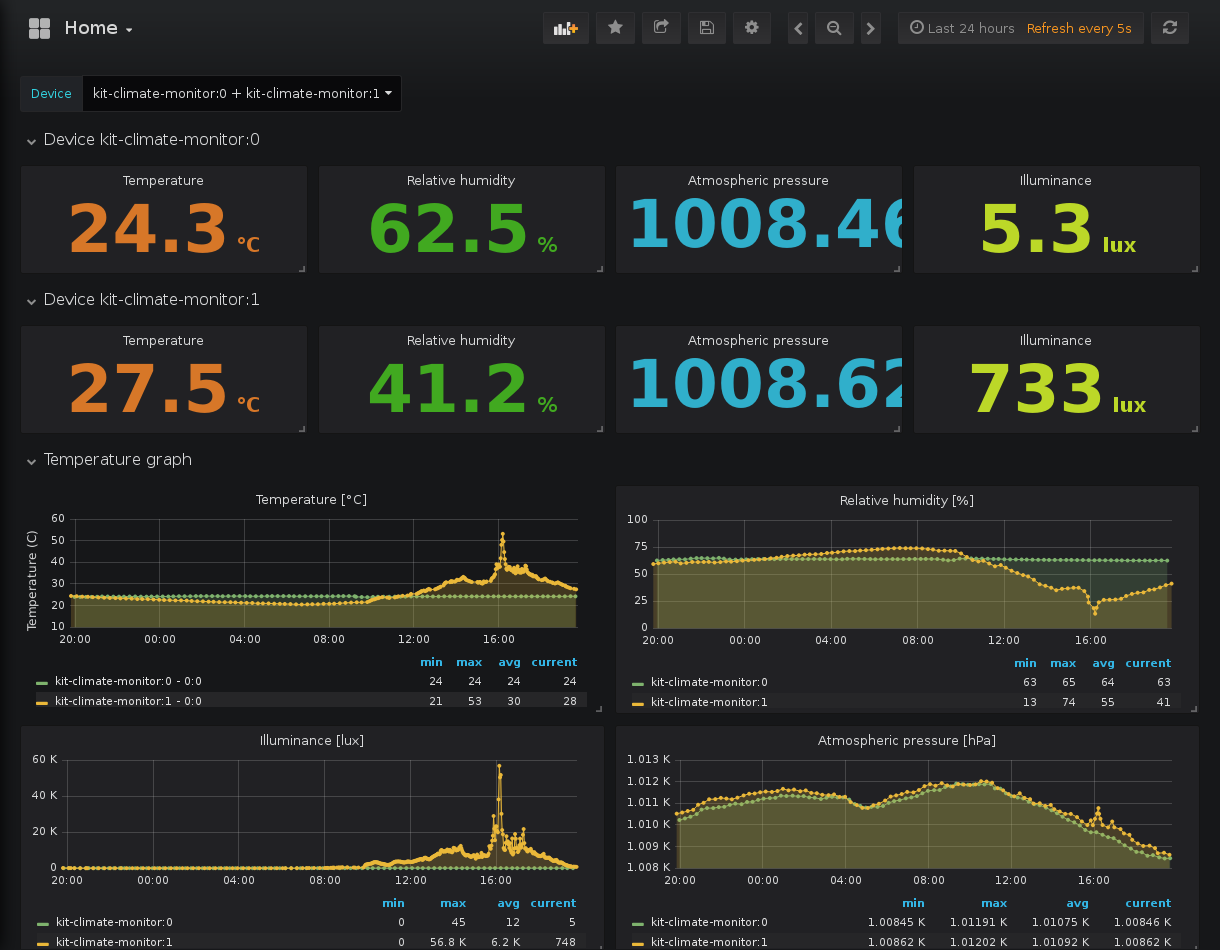 Home
Last 24 hours Refresh every 5s
Device kit-climate-monitor:0 + kit-climate-monitor:1
Device kit-climate-monitor:0
Temperature Relative humidity Atmospheric pressure Illuminance
24.3 °C 62.5 % 1008.46 5.3 lux
Device kit-climate-monitor:1
Temperature Relative humidity Atmospheric pressure Illuminance
27.5 °C 41.2 % 1008.62 733 lux
Temperature graph
Temperature [°C]
Temperature (C)
60
50
40
30
20
10
20:00 00:00 04:00 08:00 12:00 16:00
min max avg current
kit-climate-monitor:0 - 0:0 24 24 24 24
kit-climate-monitor:1 - 0:0 21 53 30 28
Relative humidity [%]
100
75
50
25
0
20:00 00:00 04:00 08:00 12:00 16:00
min max avg current
kit-climate-monitor:0 63 65 64 63
kit-climate-monitor:1 13 74 55 41
Illuminance [lux]
60 K
40 K
20 K
0
20:00 00:00 04:00 08:00 12:00 16:00
min max avg current
kit-climate-monitor:0 0 45 12 5
kit-climate-monitor:1 0 56.8 K 6.2 K 748
Atmospheric pressure [hPa]
1.013 K
1.012 K
1.011 K
1.010 K
1.009 K
1.008 K
20:00 00:00 04:00 08:00 12:00 16:00
min max avg current
kit-climate-monitor:0 1.00845 K 1.01191 K 1.01075 K 1.00846 K
kit-climate-monitor:1 1.00862 K 1.01202 K 1.01092 K 1.00862 K